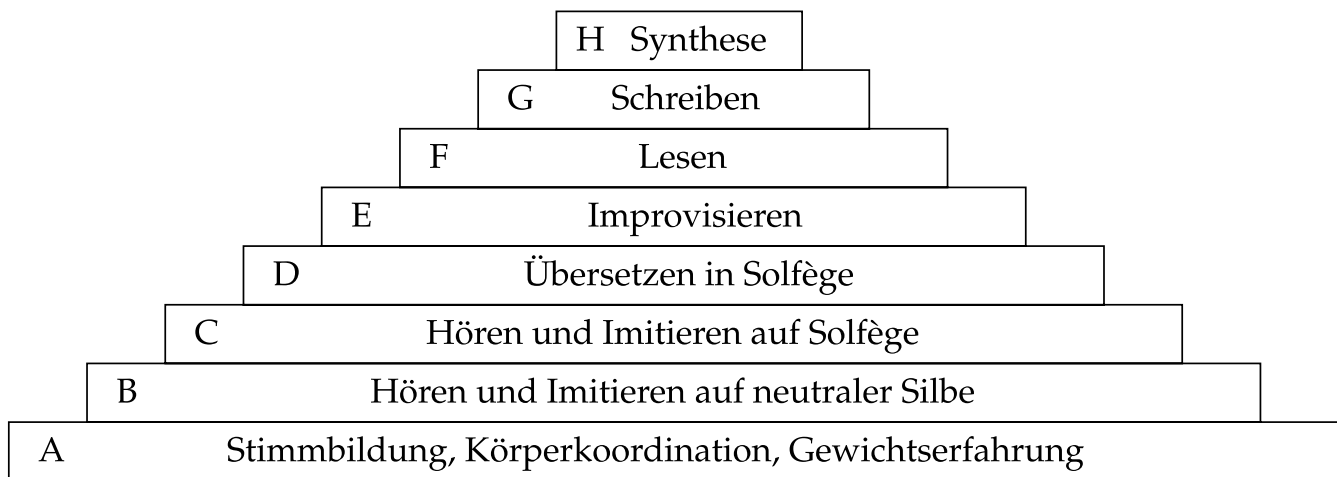 H Synthese
G Schreiben
F Lesen
E Improvisieren
D Übersetzen in Solfège
C Hören und Imitieren auf Solfège
B Hören und Imitieren auf neutraler Silbe
A Stimmbildung, Körperkoordination, Gewichtserfahrung